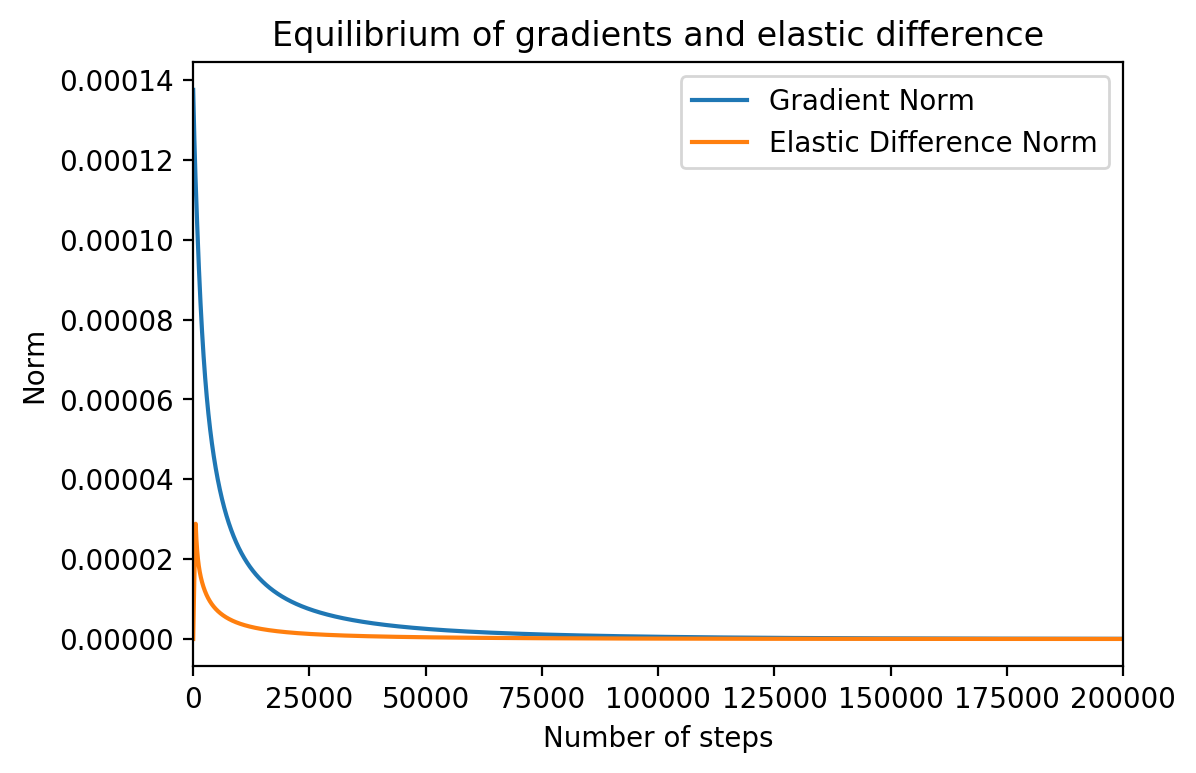 Equilibrium of gradients and elastic difference
Gradient Norm
Elastic Difference Norm
0.00014
0.00012
0.00010
0.00008
0.00006
0.00004
0.00002
0.00000
Norm
0 25000 50000 75000 100000 125000 150000 175000 200000
Number of steps